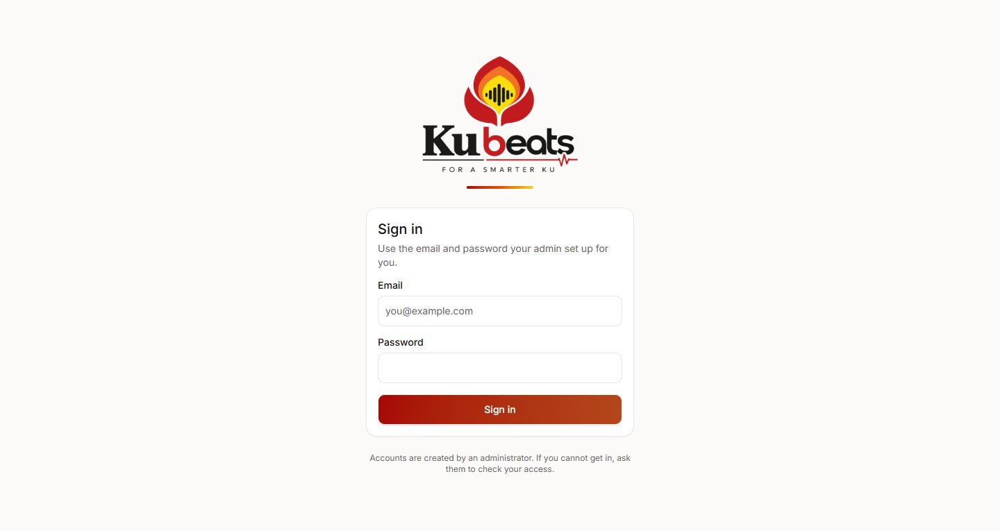 Kubeats
FOR A SMARTER KU
Sign in
Use the email and password your admin set up for
you.
Email
you@example.com
Password
Sign in
Accounts are created by an administrator. If you cannot get in, ask
them to check your access.